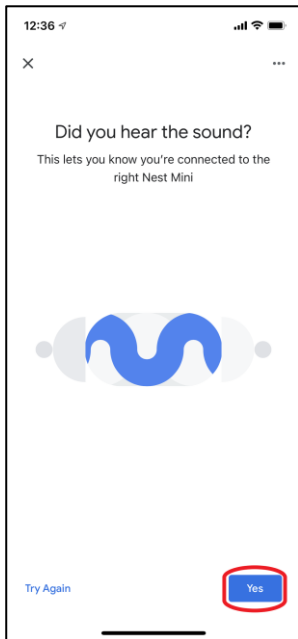 12:36
Did you hear the sound?
This lets you know you're connected to the
right Nest Mini
Try Again
Yes